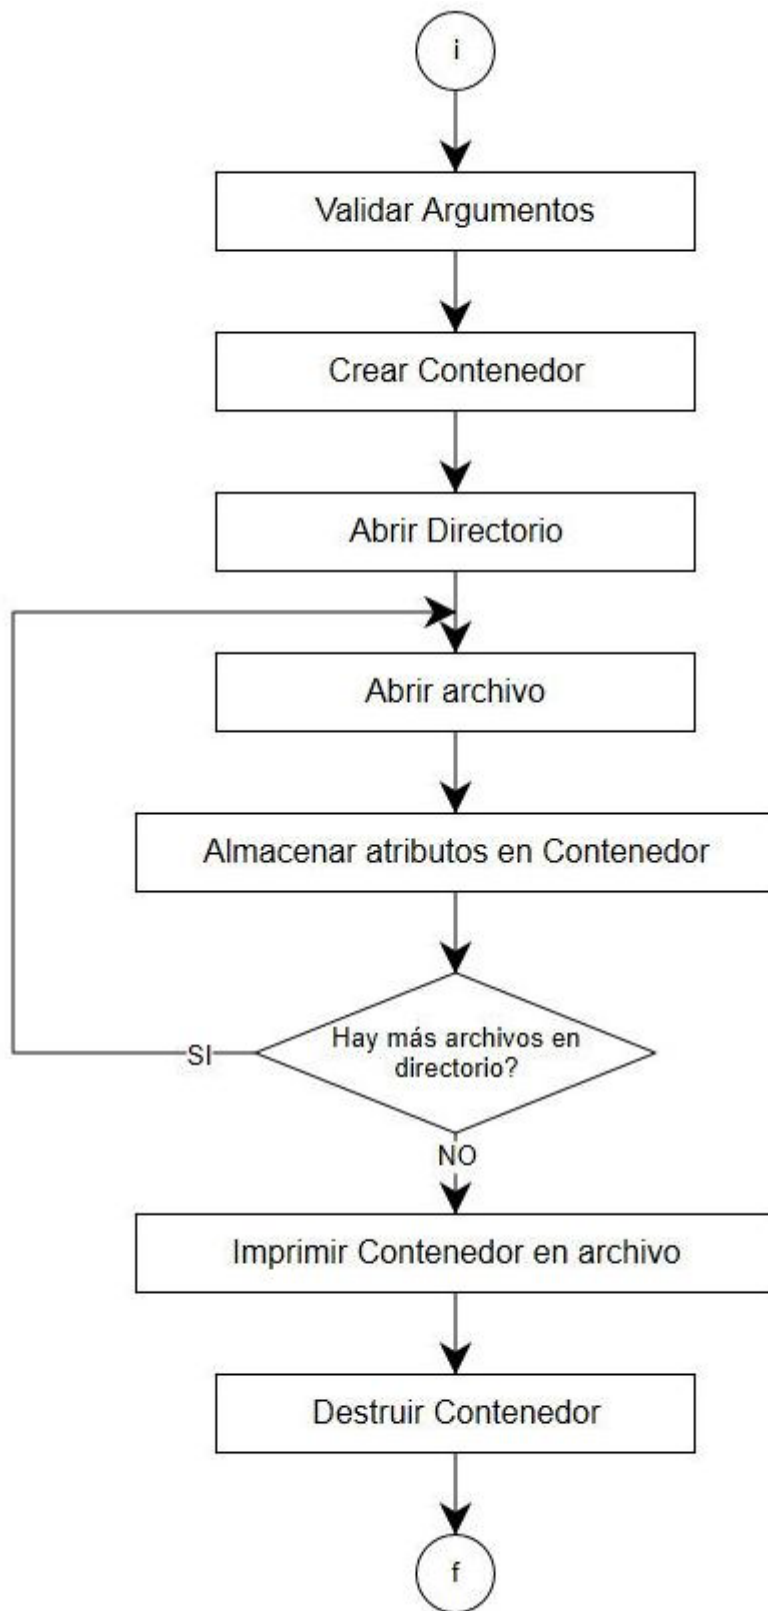 i
Validar Argumentos
Crear Contenedor
Abrir Directorio
Abrir archivo
Almacenar atributos en Contenedor
Hay más archivos en
directorio?
SI
NO
Imprimir Contenedor en archivo
Destruir Contenedor
f